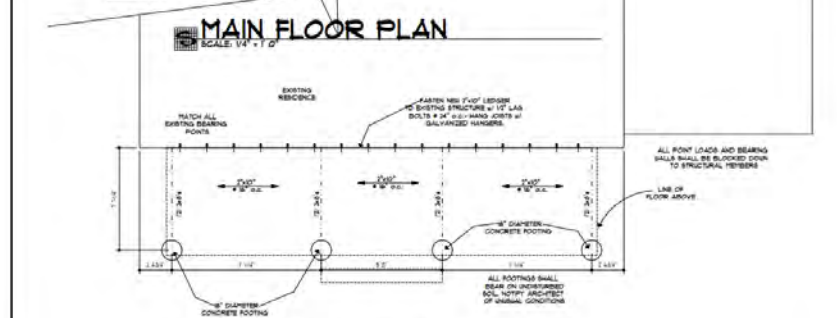 MAIN FLOOR PLAN
SCALE: 1/4" = 1'-0"
EXISTING
RESIDENCE
MATCH ALL
EXISTING BEARING
POINTS
FASTEN NEW 2"x10" LEDGER
TO EXISTING STRUCTURE w/ 1/2" LAG
BOLTS @ 24" o.c.- HANG JOISTS w/
GALVANIZED HANGERS.
ALL POINT LOADS AND BEARING
WALLS SHALL BE BLOCKED DOWN
TO STRUCTURAL MEMBERS
2"x10"
@ 16" o.c.
2"x10"
@ 16" o.c.
2"x10"
@ 16" o.c.
LINE OF
FLOOR ABOVE
18" DIAMETER
CONCRETE FOOTING
ALL FOOTINGS SHALL
BEAR ON UNDISTURBED
SOIL. NOTIFY ARCHITECT
OF UNUSUAL CONDITIONS
18" DIAMETER
CONCRETE FOOTING